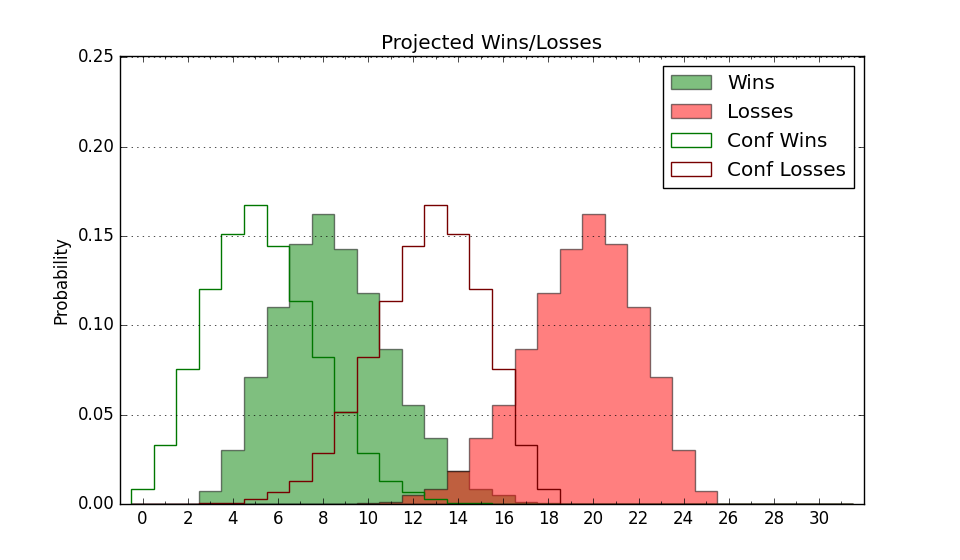 Projected Wins/Losses
0.25
0.20
0.15
0.10
0.05
0.00
Probability
Wins
Losses
Conf Wins
Conf Losses
0 2 4 6 8 10 12 14 16 18 20 22 24 26 28 30